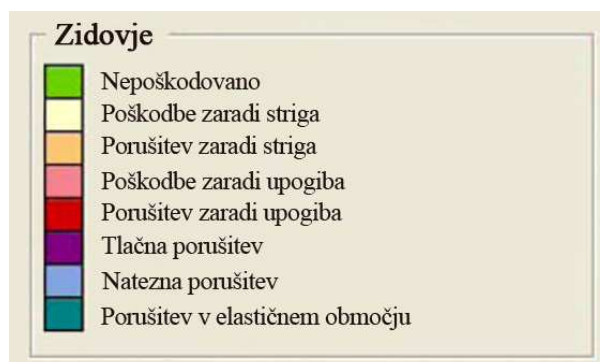 Zidovje
Nepoškodovano
Poškodbe zaradi striga
Porušitev zaradi striga
Poškodbe zaradi upogiba
Porušitev zaradi upogiba
Tlačna porušitev
Natezna porušitev
Porušitev v elastičnem območju